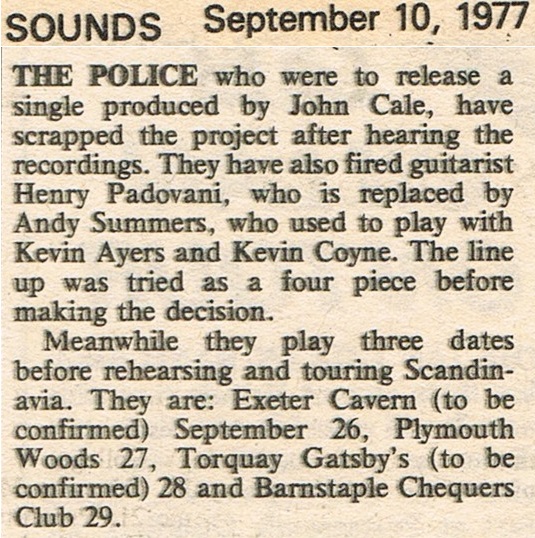 SOUNDS September 10, 1977
THE POLICE who were to release a
single produced by John Cale, have
scrapped the project after hearing the
recordings. They have also fired guitarist
Henry Padovani, who is replaced by
Andy Summers, who used to play with
Kevin Ayers and Kevin Coyne. The line
up was tried as a four piece before
making the decision.
Meanwhile they play three dates
before rehearsing and touring Scandin-
avia. They are: Exeter Cavern (to be
confirmed) September 26, Plymouth
Woods 27, Torquay Gatsby's (to be
confirmed) 28 and Barnstaple Chequers
Club 29.